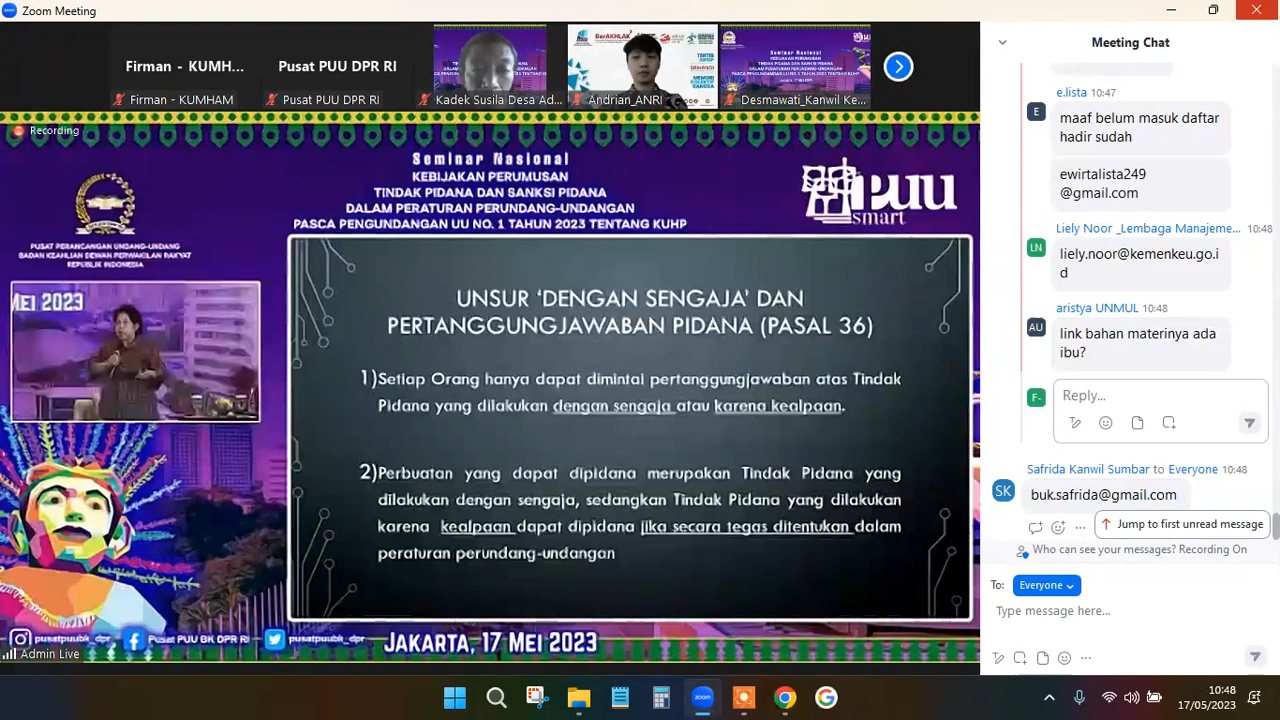 Zoom Meeting
Firman - KUMH...
Pusat PUU DPR RI
Firman - KUMHAM
Pusat PUU DPR RI
Kadek Susila Desa Ad...
BerAKHLAK
Andrian_ANRI
Desmawati_Kanwil Ke...
Recording
Seminar Nasional
KEBIJAKAN PERUMUSAN
TINDAK PIDANA DAN SANKSI PIDANA
DALAM PERATURAN PERUNDANG-UNDANGAN
PASCA PENGUNDANGAN UU NO. 1 TAHUN 2023 TENTANG KUHP
PUU
smart
PUSAT PERANCANGAN UNDANG-UNDANG
BADAN KEAHLIAN DEWAN PERWAKILAN RAKYAT
REPUBLIK INDONESIA
MEI 2023
UNSUR ‘DENGAN SENGAJA’ DAN
PERTANGGUNGJAWABAN PIDANA (PASAL 36)
1)Setiap Orang hanya dapat dimintai pertanggungjawaban atas Tindak
Pidana yang dilakukan dengan sengaja atau karena kealpaan.
2)Perbuatan yang dapat dipidana merupakan Tindak Pidana yang
dilakukan dengan sengaja, sedangkan Tindak Pidana yang dilakukan
karena kealpaan dapat dipidana jika secara tegas ditentukan dalam
peraturan perundang-undangan
pusatpuubk_dpr
Pusat PUU BK DPR RI
pusatpuubk_dpr
JAKARTA, 17 MEI 2023
Admin Live
Meeting Chat
e.lista 10:47
E
maaf belum masuk daftar
hadir sudah
ewirtalista249
@gmail.com
Liely Noor _Lembaga Manajeme... 10:48
LN
liely.noor@kemenkeu.go.i
d
aristya UNMUL 10:48
AU
link bahan materinya ada
ibu?
F-
Reply...
Safrida Kanwil Sumbar to Everyone 10:48
SK
buk.safrida@gmail.com
Jump to first unread message
Who can see your messages? Recording On
To: Everyone
Type message here...
10:48
17/05/2023